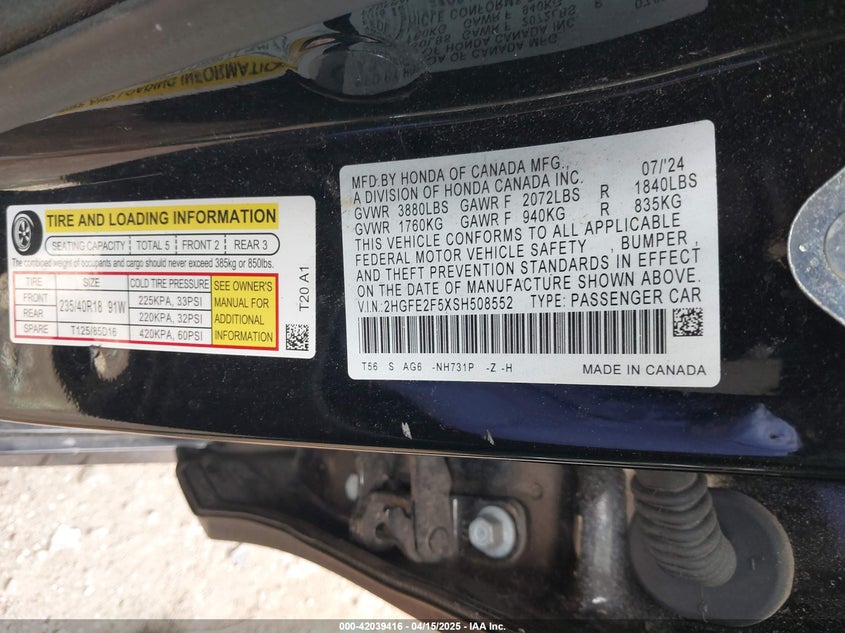 TIRE AND LOADING INFORMATION
SEATING CAPACITY TOTAL 5 FRONT 2 REAR 3
The combined weight of occupants and cargo should never exceed 385kg or 850lbs.
TIRE SIZE COLD TIRE PRESSURE
FRONT 235/40R18 91W 225KPA, 33PSI
REAR 220KPA, 32PSI
SPARE T125/85D16 420KPA, 60PSI
SEE OWNER'S
MANUAL FOR
ADDITIONAL
INFORMATION
T20 A1
MFD.BY HONDA OF CANADA MFG., 07/'24
A DIVISION OF HONDA CANADA INC.
GVWR 3880LBS GAWR F 2072LBS R 1840LBS
GVWR 1760KG GAWR F 940KG R 835KG
THIS VEHICLE CONFORMS TO ALL APPLICABLE
FEDERAL MOTOR VEHICLE SAFETY , BUMPER ,
AND THEFT PREVENTION STANDARDS IN EFFECT
ON THE DATE OF MANUFACTURE SHOWN ABOVE.
V.I.N.:2HGFE2F5XSH508552 TYPE: PASSENGER CAR
T56 S AG6 -NH731P -Z -H
MADE IN CANADA
000-42039416 - 04/15/2025 - IAA, Inc.